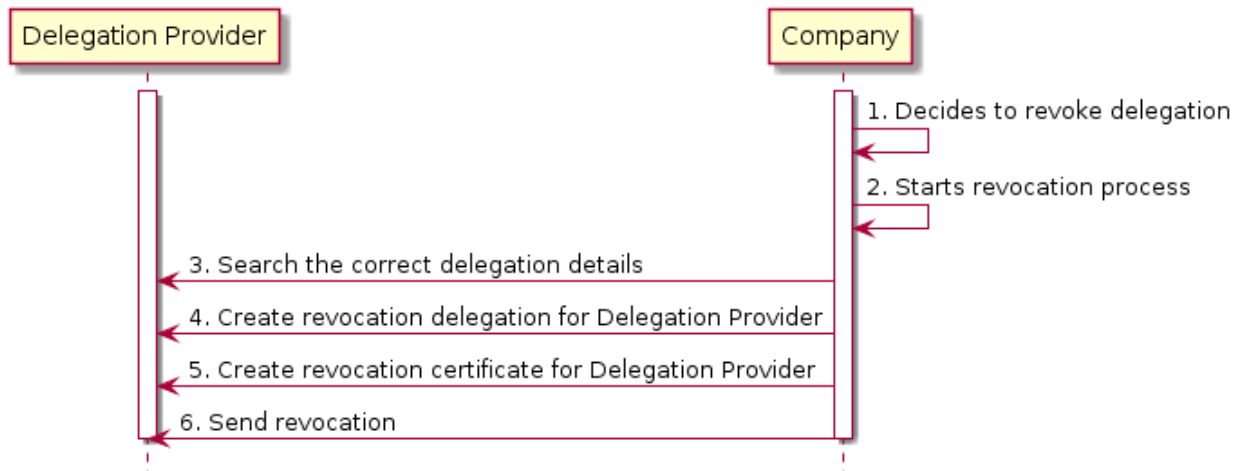 Delegation Provider
Company
1. Decides to revoke delegation
2. Starts revocation process
3. Search the correct delegation details
4. Create revocation delegation for Delegation Provider
5. Create revocation certificate for Delegation Provider
6. Send revocation